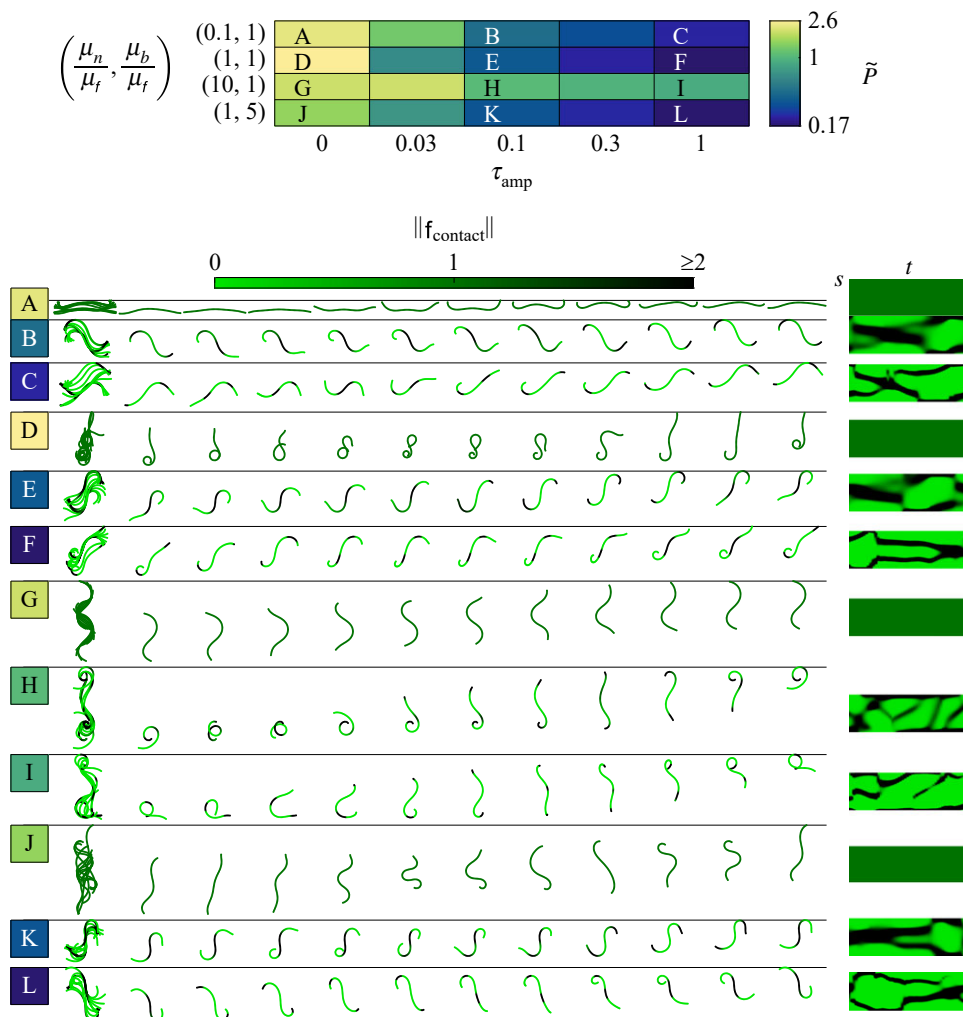 (μn/μf, μb/μf)
(0.1, 1) A B C
(1, 1) D E F
(10, 1) G H I
(1, 5) J K L
0 0.03 0.1 0.3 1
τamp
2.6
1
0.17
P̃
‖fcontact‖
0 1 ≥2
s t
A
B
C
D
E
F
G
H
I
J
K
L